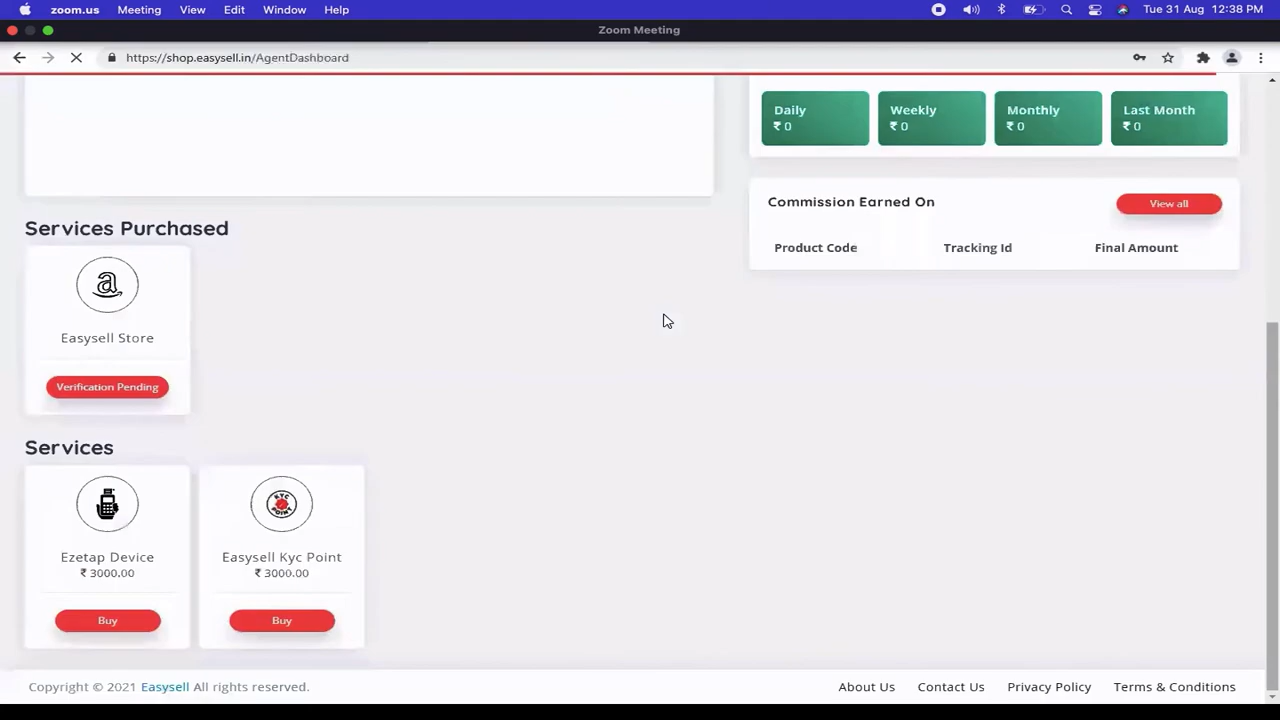 zoom.us Meeting View Edit Window Help Tue 31 Aug 12:38 PM
Zoom Meeting
https://shop.easysell.in/AgentDashboard
Daily
₹ 0
Weekly
₹ 0
Monthly
₹ 0
Last Month
₹ 0
Commission Earned On
View all
Product Code Tracking Id Final Amount
Services Purchased
a
Easysell Store
Verification Pending
Services
Ezetap Device
₹ 3000.00
Buy
KYC
POINT
Easysell Kyc Point
₹ 3000.00
Buy
Copyright © 2021 Easysell All rights reserved.
About Us Contact Us Privacy Policy Terms & Conditions